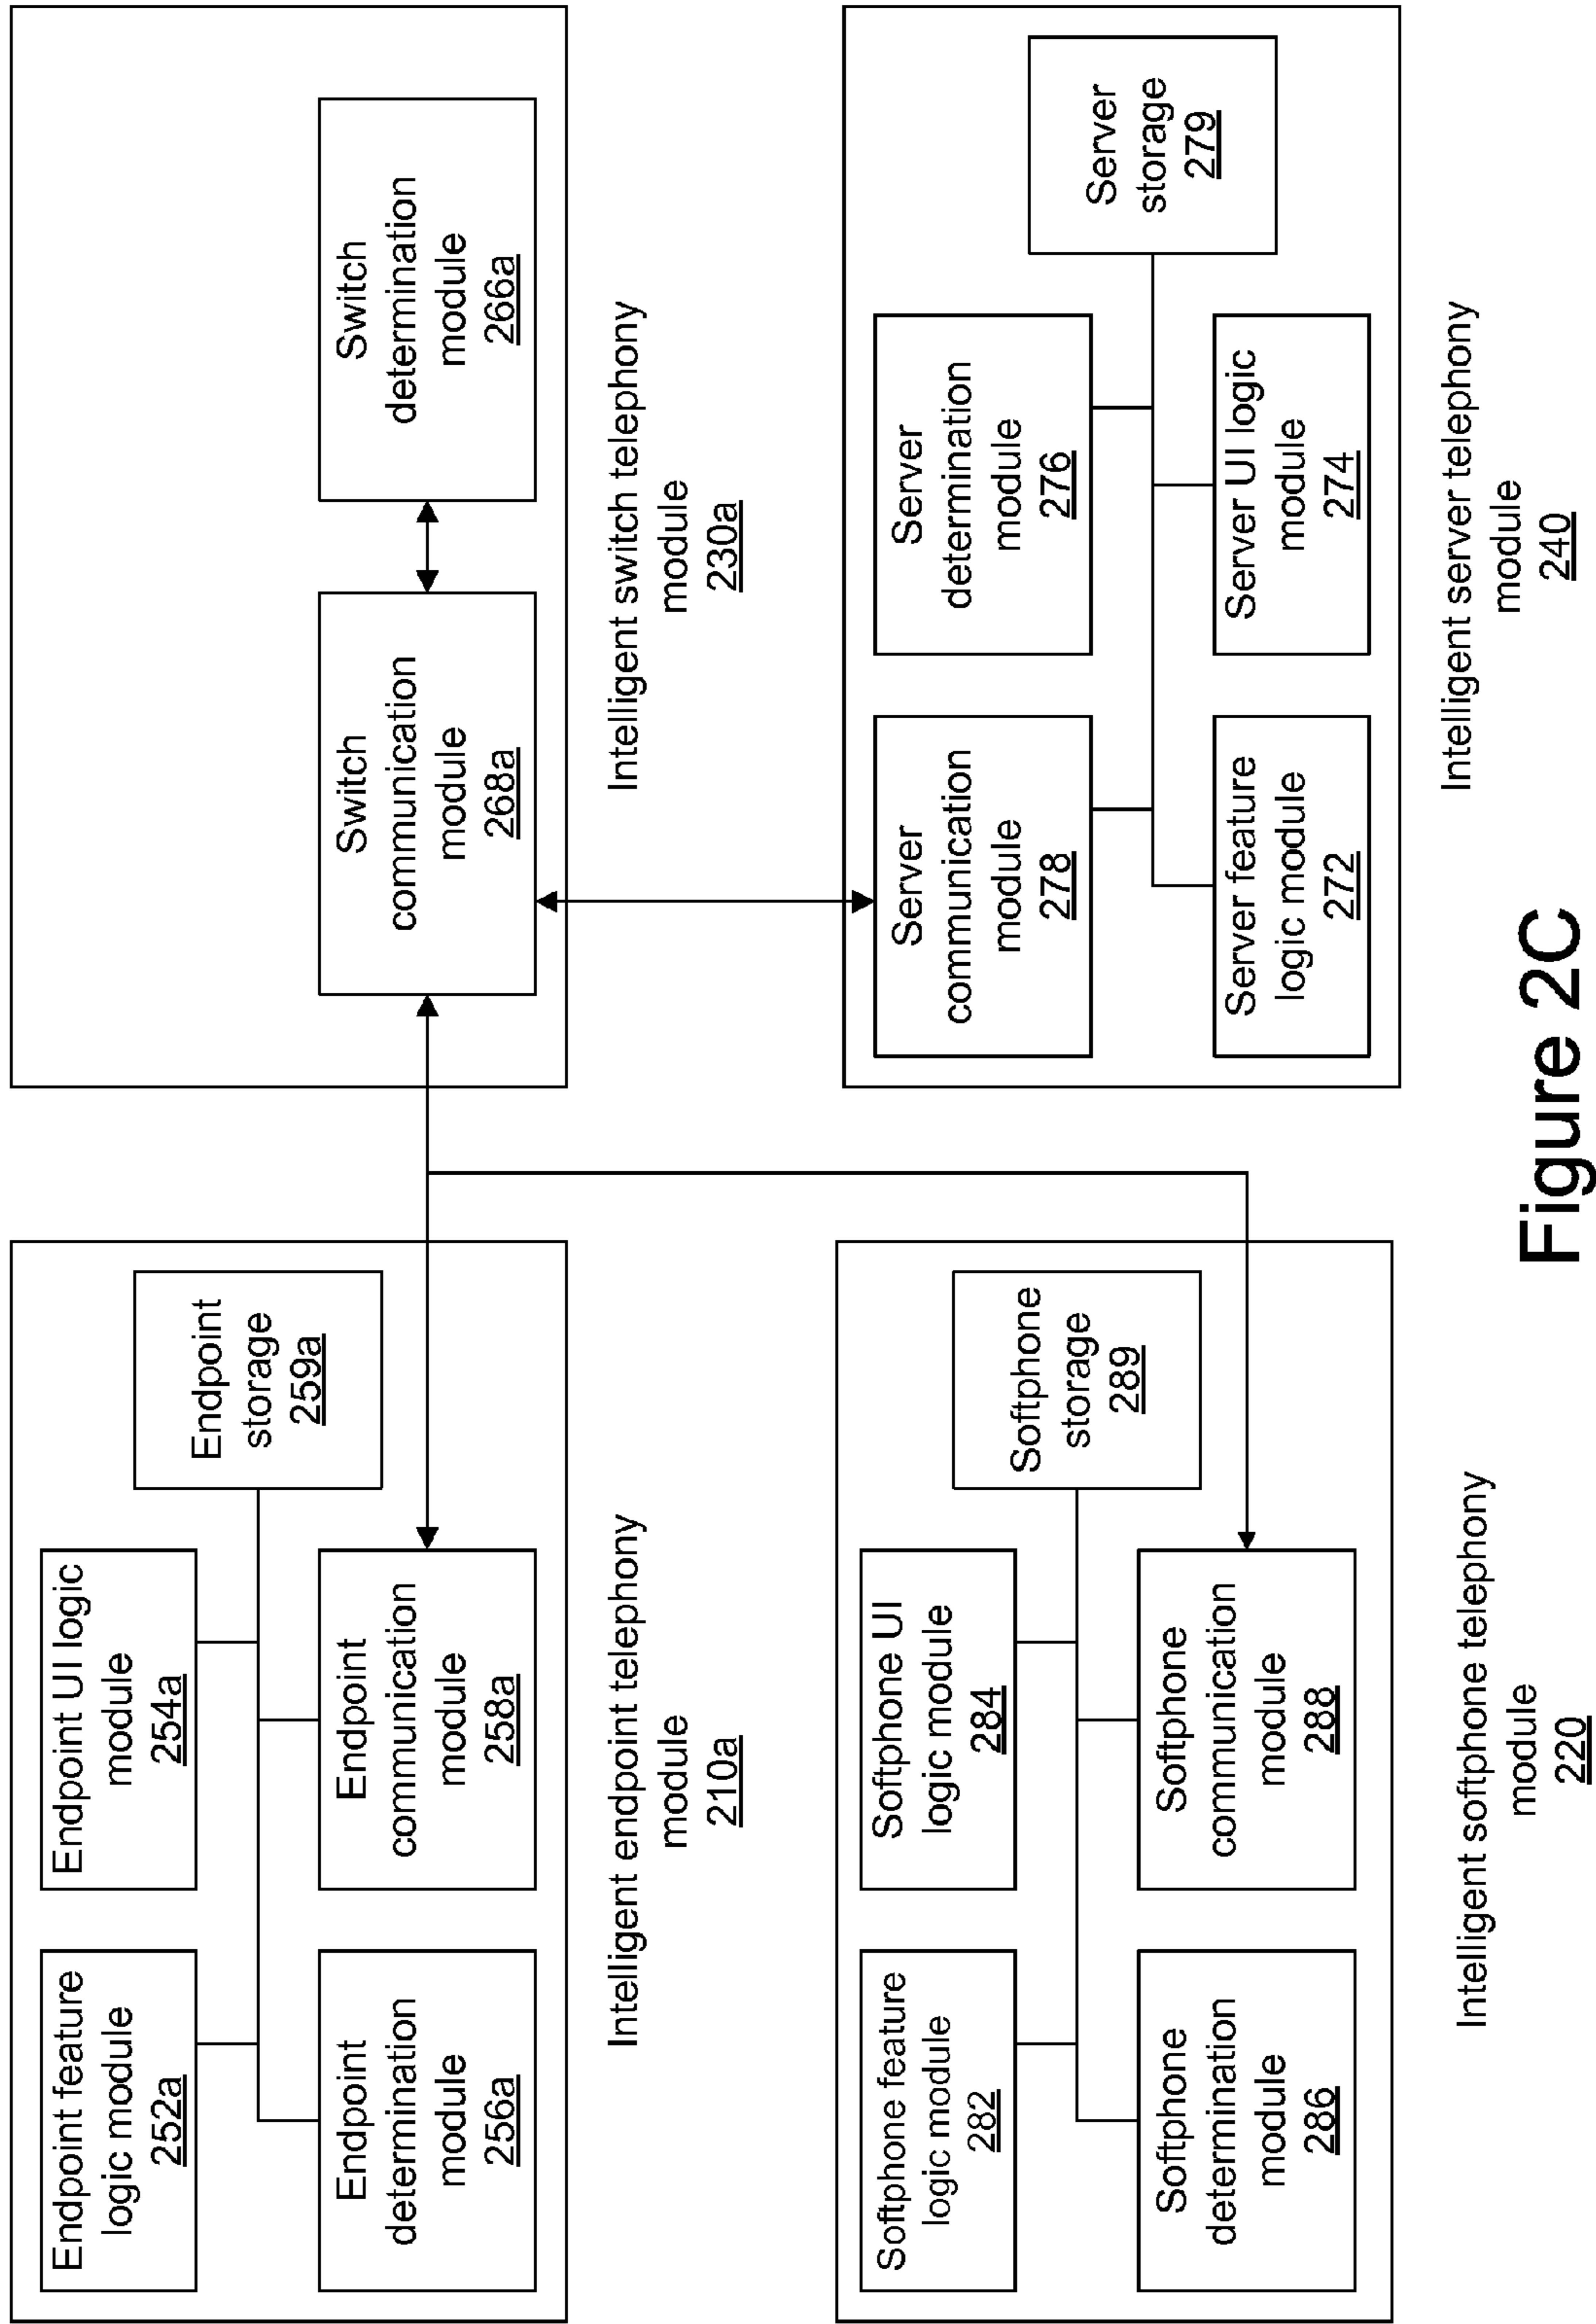 Endpoint feature
logic module
252a
Endpoint UI logic
module
254a
Endpoint
storage
259a
Endpoint
determination
module
256a
Endpoint
communication
module
258a
Intelligent endpoint telephony
module
210a
Switch
communication
module
268a
Switch
determination
module
266a
Intelligent switch telephony
module
230a
Softphone feature
logic module
282
Softphone UI
logic module
284
Softphone
storage
289
Softphone
determination
module
286
Softphone
communication
module
288
Intelligent softphone telephony
module
220
Server
communication
module
278
Server
determination
module
276
Server
storage
279
Server feature
logic module
272
Server UI logic
module
274
Intelligent server telephony
module
240
Figure 2C